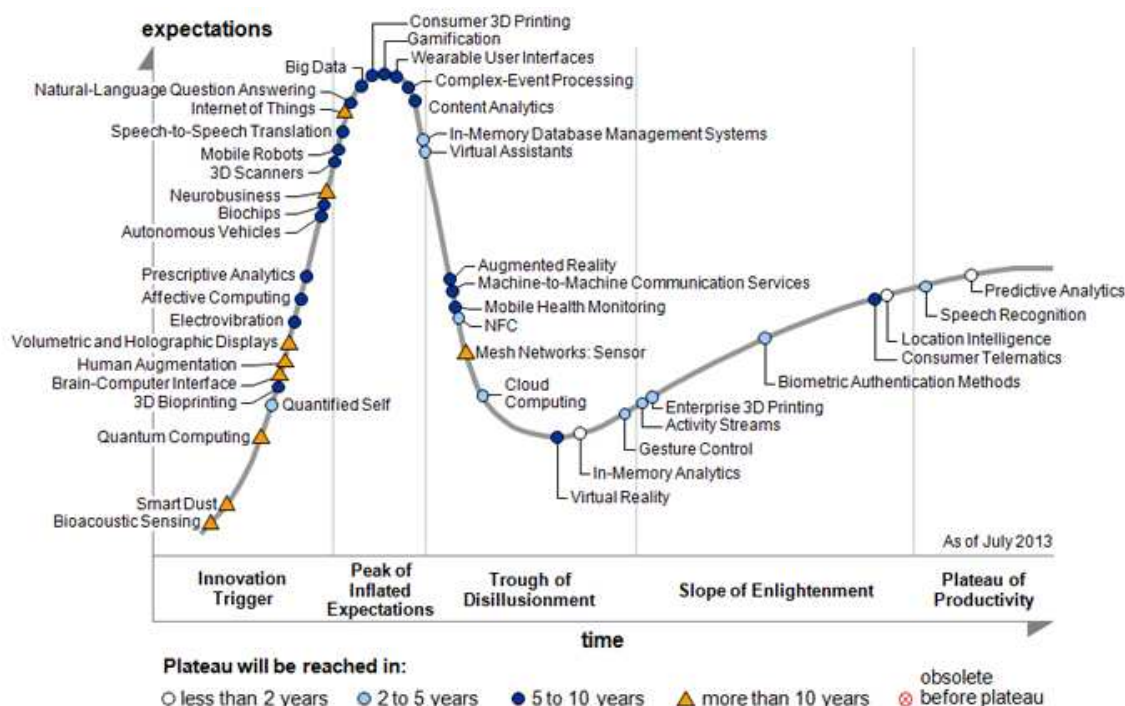 expectations
Consumer 3D Printing
Gamification
Wearable User Interfaces
Big Data
Complex-Event Processing
Natural-Language Question Answering
Content Analytics
Internet of Things
Speech-to-Speech Translation
In-Memory Database Management Systems
Mobile Robots
Virtual Assistants
3D Scanners
Neurobusiness
Biochips
Autonomous Vehicles
Augmented Reality
Prescriptive Analytics
Machine-to-Machine Communication Services
Affective Computing
Mobile Health Monitoring
Electrovibration
NFC
Volumetric and Holographic Displays
Mesh Networks: Sensor
Human Augmentation
Brain-Computer Interface
3D Bioprinting
Quantified Self
Cloud
Computing
Quantum Computing
Smart Dust
Bioacoustic Sensing
Predictive Analytics
Speech Recognition
Location Intelligence
Consumer Telematics
Biometric Authentication Methods
Enterprise 3D Printing
Activity Streams
Gesture Control
In-Memory Analytics
Virtual Reality
As of July 2013
Innovation
Trigger
Peak of
Inflated
Expectations
Trough of
Disillusionment
Slope of Enlightenment
Plateau of
Productivity
time
Plateau will be reached in:
less than 2 years
2 to 5 years
5 to 10 years
more than 10 years
obsolete
before plateau